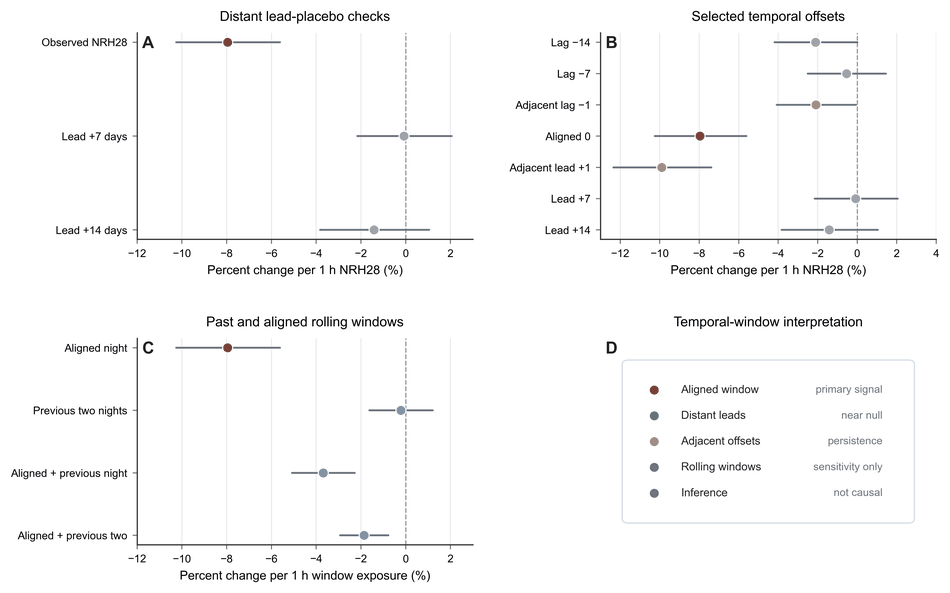 Distant lead-placebo checks
A
Observed NRH28
Lead +7 days
Lead +14 days
−12 −10 −8 −6 −4 −2 0 2
Percent change per 1 h NRH28 (%)
Selected temporal offsets
B
Lag −14
Lag −7
Adjacent lag −1
Aligned 0
Adjacent lead +1
Lead +7
Lead +14
−12 −10 −8 −6 −4 −2 0 2 4
Percent change per 1 h NRH28 (%)
Past and aligned rolling windows
C
Aligned night
Previous two nights
Aligned + previous night
Aligned + previous two
−12 −10 −8 −6 −4 −2 0 2
Percent change per 1 h window exposure (%)
Temporal-window interpretation
D
Aligned window primary signal
Distant leads near null
Adjacent offsets persistence
Rolling windows sensitivity only
Inference not causal